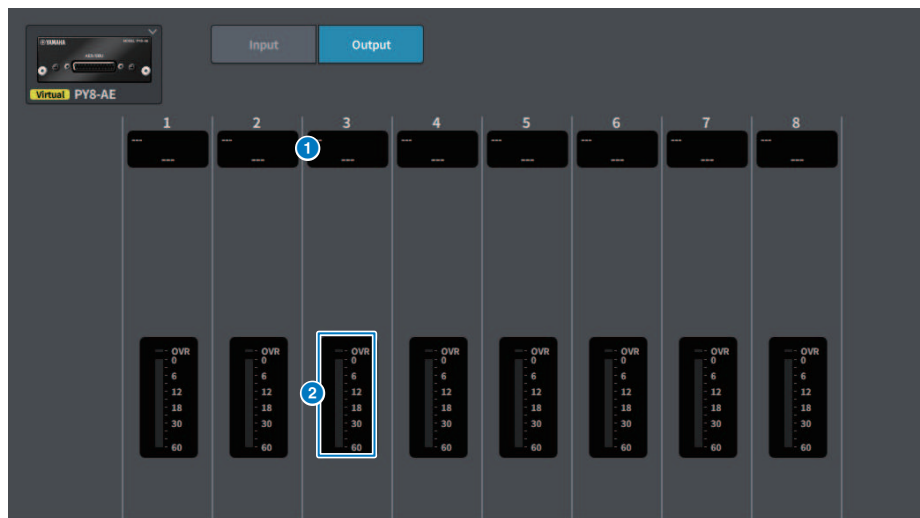 YAMAHA
Input
Output
Virtual PY8-AE
1 2 3 4 5 6 7 8
--- --- --- --- --- --- ---
1
--- --- --- --- --- --- --- ---
OVR OVR OVR OVR OVR OVR OVR OVR
0 0 0 0 0 0 0 0
6 6 6 6 6 6 6 6
12 12 12 12 12 12 12 12
2
18 18 18 18 18 18 18 18
30 30 30 30 30 30 30 30
60 60 60 60 60 60 60 60